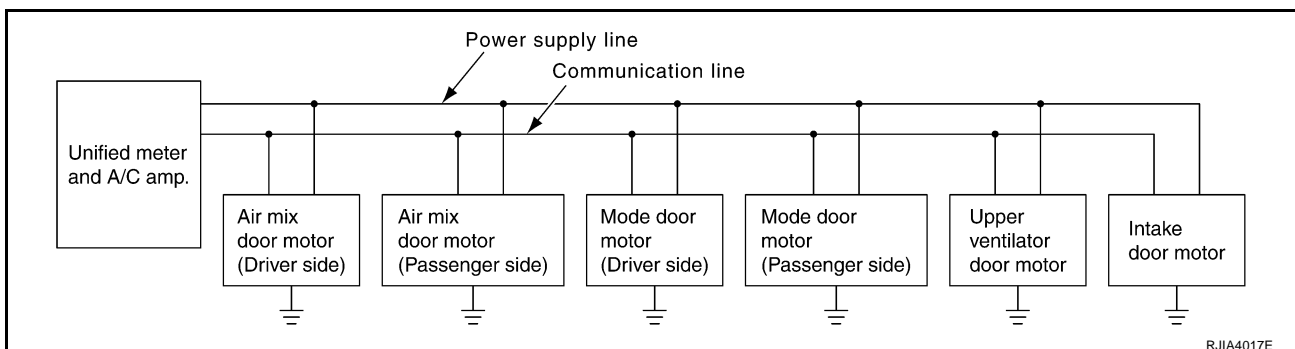 Power supply line
Communication line
Unified meter
and A/C amp.
Air mix
door motor
(Driver side)
Air mix
door motor
(Passenger side)
Mode door
motor
(Driver side)
Mode door
motor
(Passenger side)
Upper
ventilator
door motor
Intake
door motor
RJIA4017E